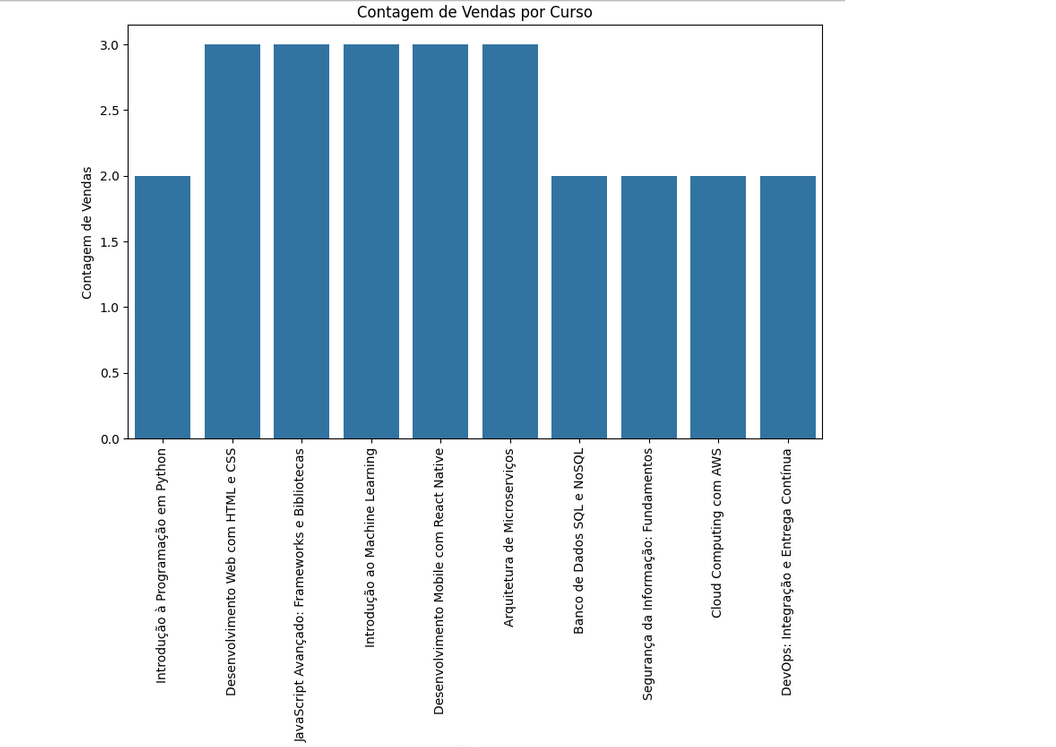 Contagem de Vendas por Curso
3.0
2.5
2.0
1.5
1.0
0.5
0.0
Contagem de Vendas
Introdução à Programação em Python
Desenvolvimento Web com HTML e CSS
JavaScript Avançado: Frameworks e Bibliotecas
Introdução ao Machine Learning
Desenvolvimento Mobile com React Native
Arquitetura de Microserviços
Banco de Dados SQL e NoSQL
Segurança da Informação: Fundamentos
Cloud Computing com AWS
DevOps: Integração e Entrega Contínua